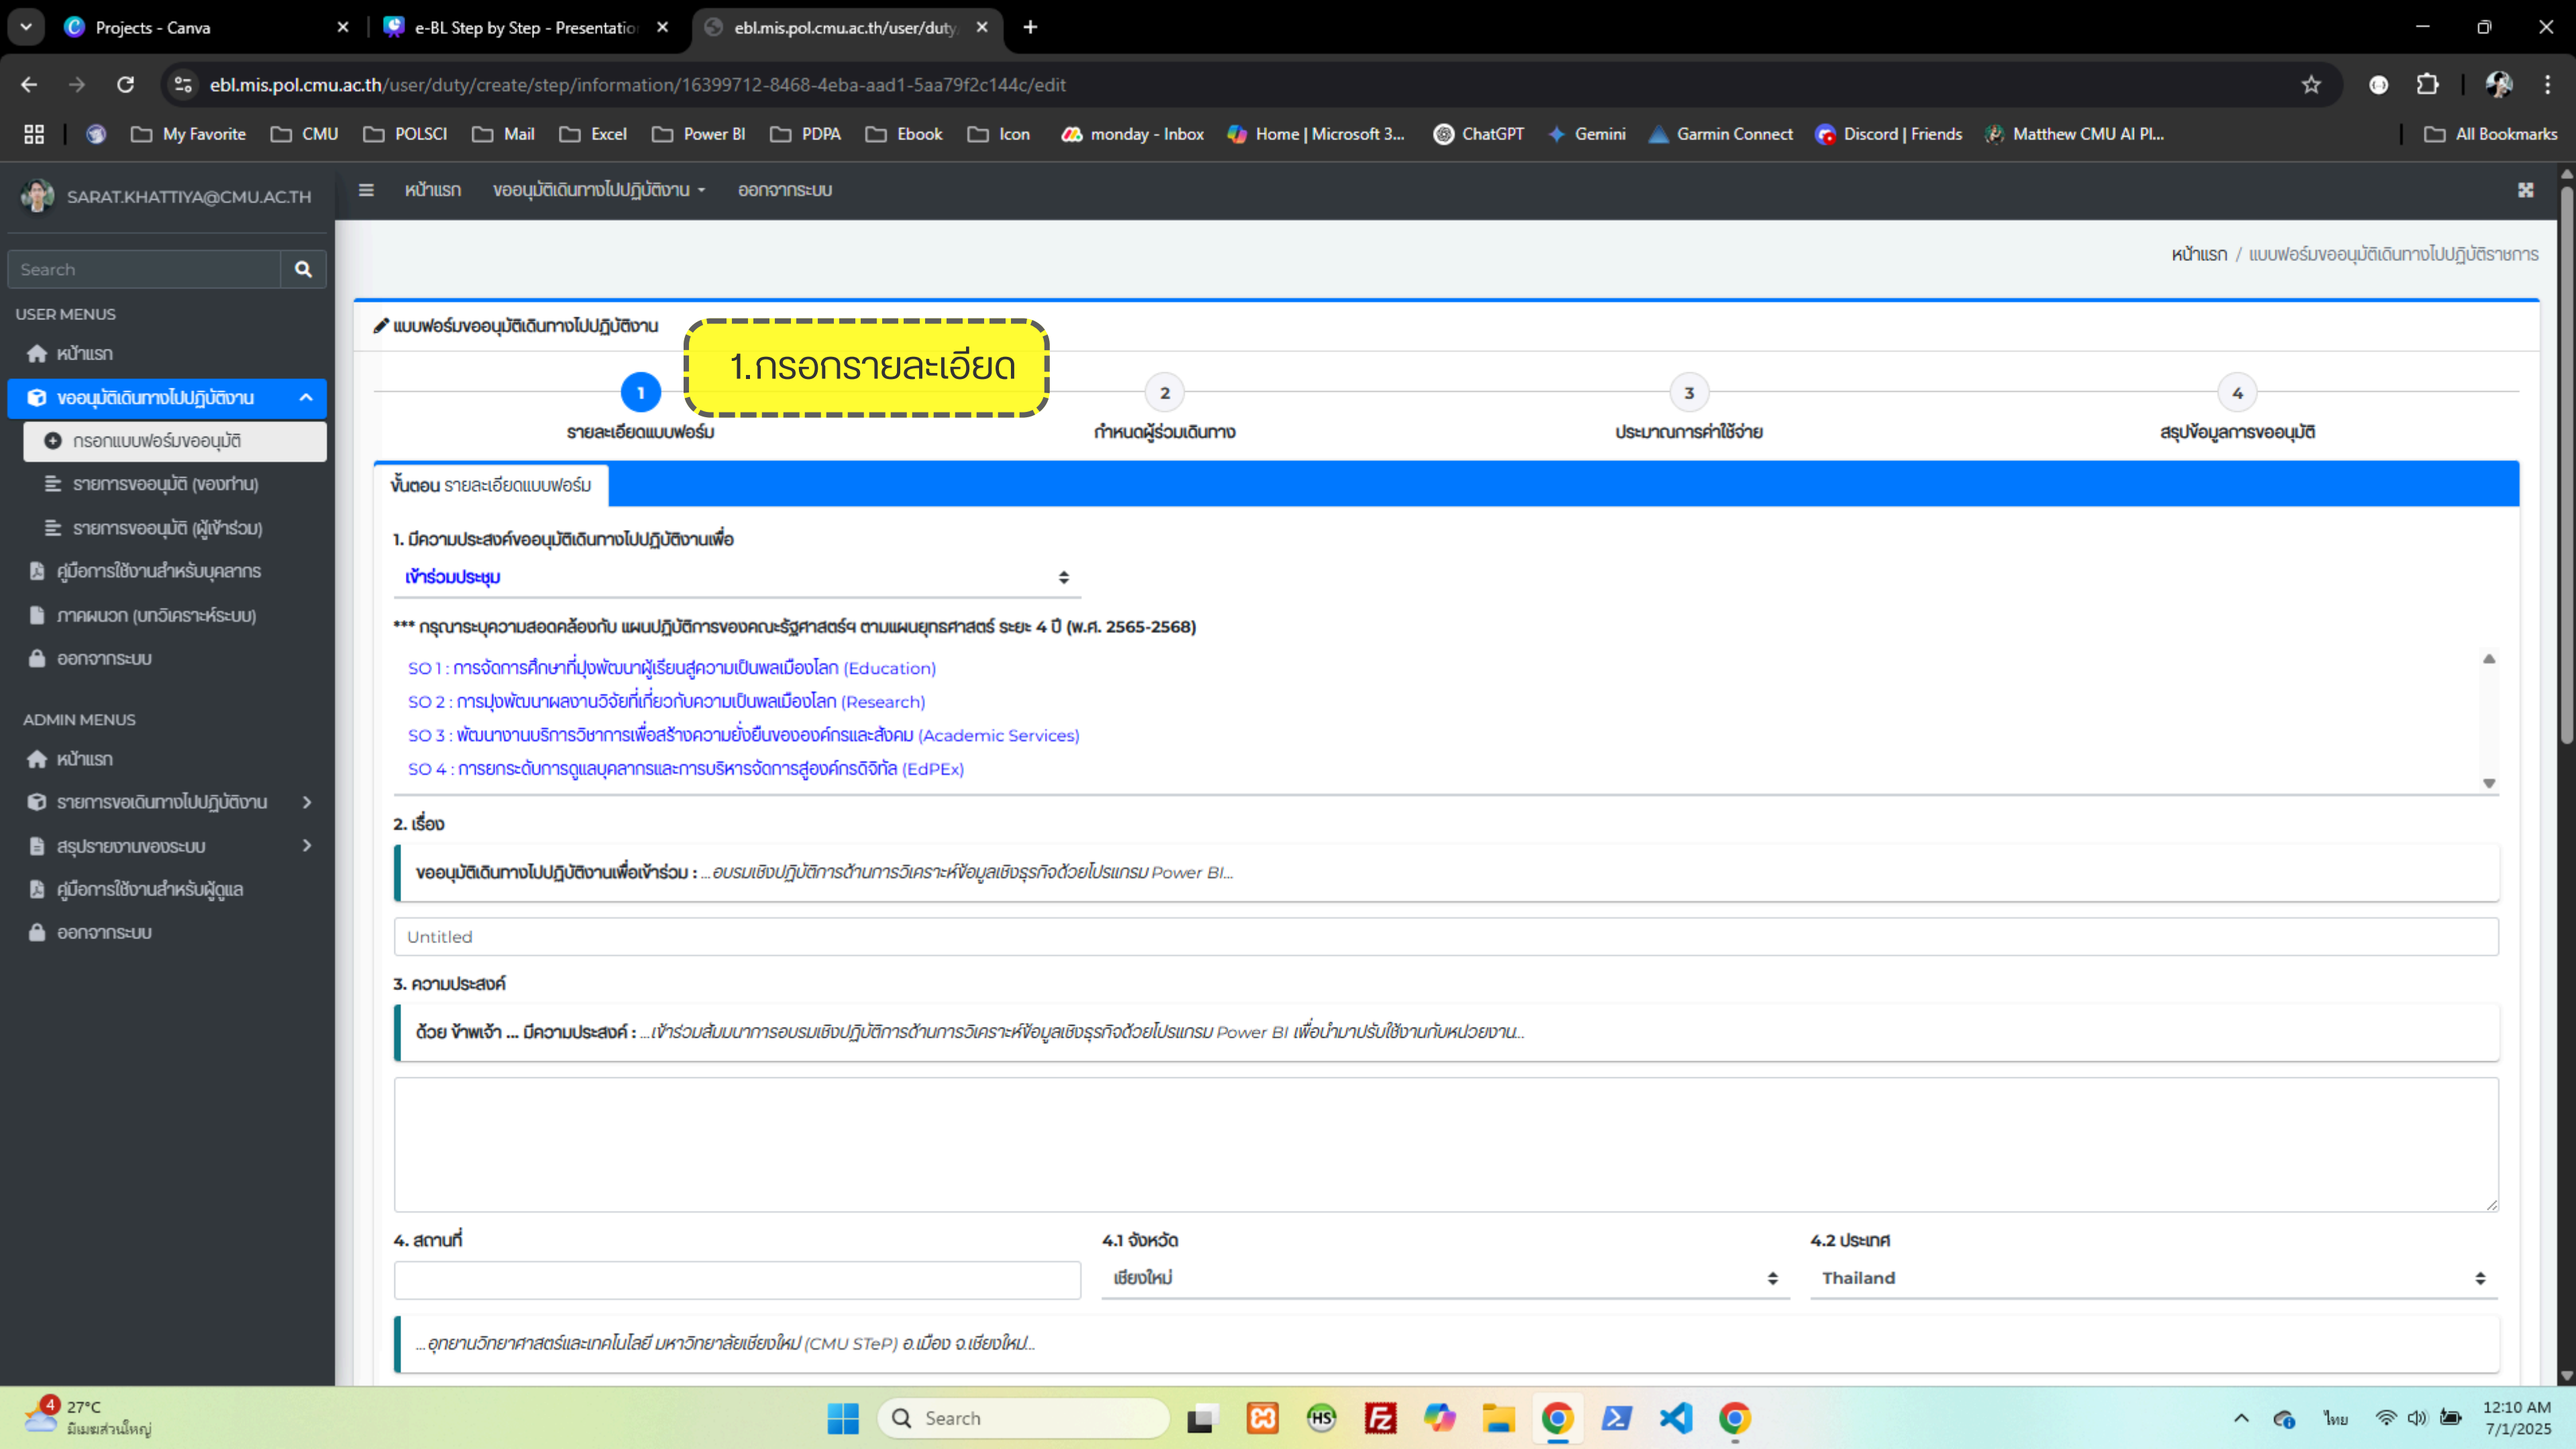 Projects - Canva
e-BL Step by Step - Presentation
ebl.mis.pol.cmu.ac.th/user/duty/
ebl.mis.pol.cmu.ac.th/user/duty/create/step/information/16399712-8468-4eba-aad1-5aa79f2c144c/edit
My Favorite CMU POLSCI Mail Excel Power BI PDPA Ebook Icon monday - Inbox Home | Microsoft 3... ChatGPT Gemini Garmin Connect Discord | Friends Matthew CMU AI Pl... All Bookmarks
SARAT.KHATTIYA@CMU.AC.TH
หน้าแรก ขออนุมัติเดินทางไปปฏิบัติงาน ออกจากระบบ
Search
USER MENUS
หน้าแรก
ขออนุมัติเดินทางไปปฏิบัติงาน
กรอกแบบฟอร์มขออนุมัติ
รายการขออนุมัติ (ของท่าน)
รายการขออนุมัติ (ผู้เข้าร่วม)
คู่มือการใช้งานสำหรับบุคลากร
ภาคผนวก (บทวิเคราะห์ระบบ)
ออกจากระบบ
ADMIN MENUS
หน้าแรก
รายการขอเดินทางไปปฏิบัติงาน
สรุปรายงานของระบบ
คู่มือการใช้งานสำหรับผู้ดูแล
ออกจากระบบ
หน้าแรก / แบบฟอร์มขออนุมัติเดินทางไปปฏิบัติราชการ
แบบฟอร์มขออนุมัติเดินทางไปปฏิบัติงาน
1.กรอกรายละเอียด
1 2 3 4
รายละเอียดแบบฟอร์ม กำหนดผู้ร่วมเดินทาง ประมาณการค่าใช้จ่าย สรุปข้อมูลการขออนุมัติ
ขั้นตอน รายละเอียดแบบฟอร์ม
1. มีความประสงค์ขออนุมัติเดินทางไปปฏิบัติงานเพื่อ
เข้าร่วมประชุม
*** กรุณาระบุความสอดคล้องกับ แผนปฏิบัติการของคณะรัฐศาสตร์ฯ ตามแผนยุทธศาสตร์ ระยะ 4 ปี (พ.ศ. 2565-2568)
SO 1 : การจัดการศึกษาที่มุ่งพัฒนาผู้เรียนสู่ความเป็นพลเมืองโลก (Education)
SO 2 : การมุ่งพัฒนาผลงานวิจัยที่เกี่ยวกับความเป็นพลเมืองโลก (Research)
SO 3 : พัฒนางานบริการวิชาการเพื่อสร้างความยั่งยืนขององค์กรและสังคม (Academic Services)
SO 4 : การยกระดับการดูแลบุคลากรและการบริหารจัดการสู่องค์กรดิจิทัล (EdPEx)
2. เรื่อง
ขออนุมัติเดินทางไปปฏิบัติงานเพื่อเข้าร่วม : ...อบรมเชิงปฏิบัติการด้านการวิเคราะห์ข้อมูลเชิงธุรกิจด้วยโปรแกรม Power BI...
Untitled
3. ความประสงค์
ด้วย ข้าพเจ้า ... มีความประสงค์ : ...เข้าร่วมสัมมนาการอบรมเชิงปฏิบัติการด้านการวิเคราะห์ข้อมูลเชิงธุรกิจด้วยโปรแกรม Power BI เพื่อนำมาปรับใช้งานกับหน่วยงาน...
4. สถานที่ 4.1 จังหวัด 4.2 ประเทศ
เชียงใหม่ Thailand
...อุทยานวิทยาศาสตร์และเทคโนโลยี มหาวิทยาลัยเชียงใหม่ (CMU STeP) อ.เมือง จ.เชียงใหม่...
4
27°C
มีเมฆส่วนใหญ่
Search
HS
ไทย
12:10 AM
7/1/2025